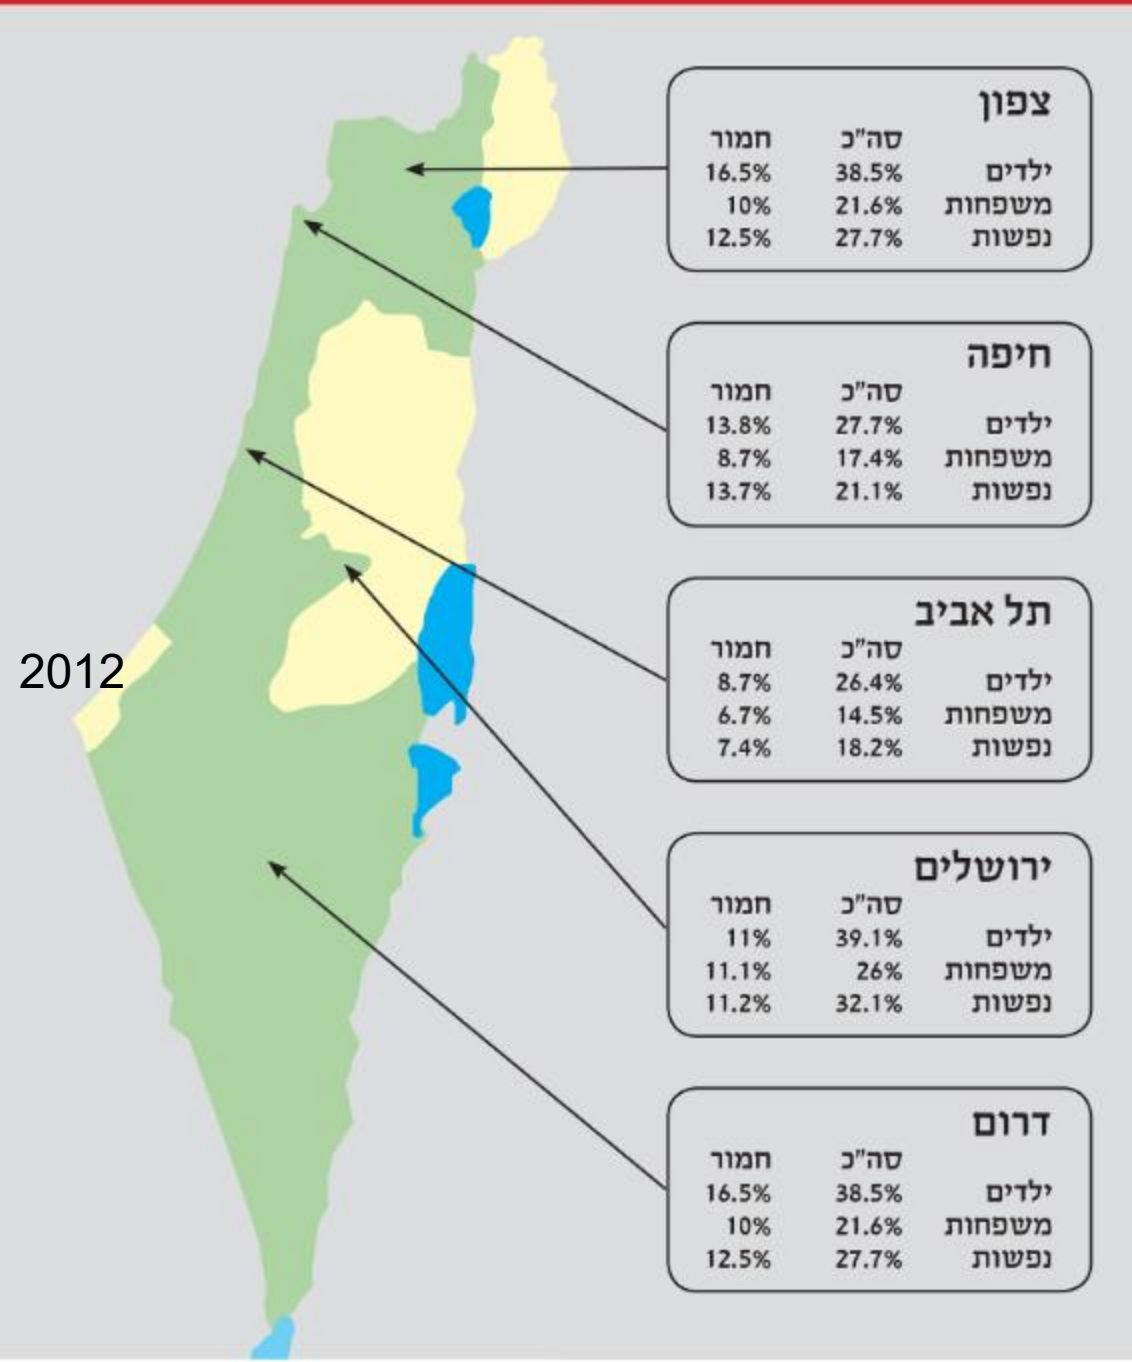 צפון
סה"כ חמור
ילדים 38.5% 16.5%
משפחות 21.6% 10%
נפשות 27.7% 12.5%
חיפה
סה"כ חמור
ילדים 27.7% 13.8%
משפחות 17.4% 8.7%
נפשות 21.1% 13.7%
תל אביב
סה"כ חמור
ילדים 26.4% 8.7%
משפחות 14.5% 6.7%
נפשות 18.2% 7.4%
2012
ירושלים
סה"כ חמור
ילדים 39.1% 11%
משפחות 26% 11.1%
נפשות 32.1% 11.2%
דרום
סה"כ חמור
ילדים 38.5% 16.5%
משפחות 21.6% 10%
נפשות 27.7% 12.5%